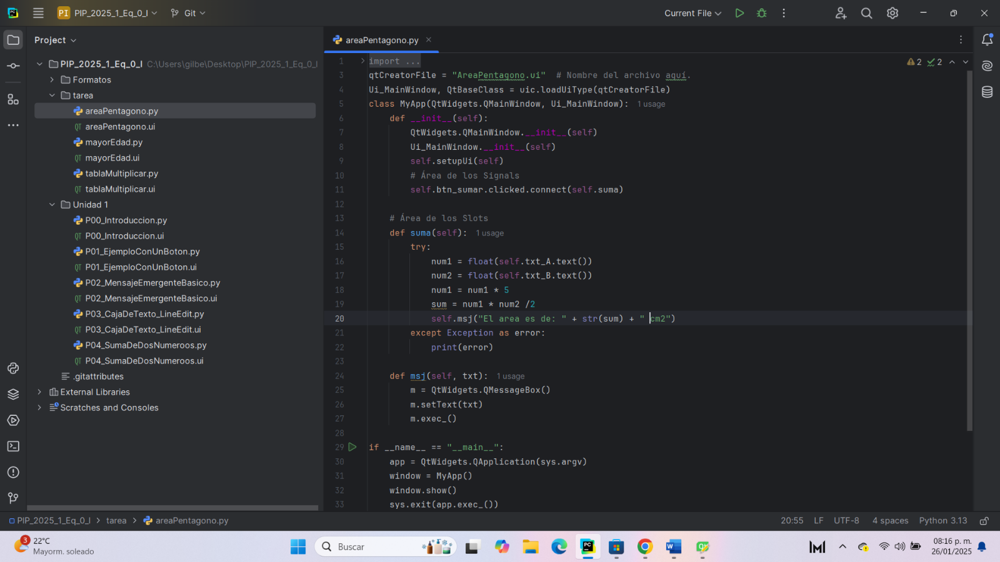 PC
PI PIP_2025_1_Eq_0_I
Git
Current File
Project
areaPentagono.py
PIP_2025_1_Eq_0_I C:\Users\gilbe\Desktop\PIP_2025_1_Eq_0_I
Formatos
tarea
areaPentagono.py
areaPentagono.ui
mayorEdad.py
mayorEdad.ui
tablaMultiplicar.py
tablaMultiplicar.ui
Unidad 1
P00_Introduccion.py
P00_Introduccion.ui
P01_EjemploConUnBoton.py
P01_EjemploConUnBoton.ui
P02_MensajeEmergenteBasico.py
P02_MensajeEmergenteBasico.ui
P03_CajaDeTexto_LineEdit.py
P03_CajaDeTexto_LineEdit.ui
P04_SumaDeDosNumeroos.py
P04_SumaDeDosNumeroos.ui
.gitattributes
External Libraries
Scratches and Consoles
2 2
1 import ...
3 qtCreatorFile = "AreaPentagono.ui"  # Nombre del archivo aquí.
4 Ui_MainWindow, QtBaseClass = uic.loadUiType(qtCreatorFile)
5 class MyApp(QtWidgets.QMainWindow, Ui_MainWindow): 1 usage
6 def __init__(self):
7 QtWidgets.QMainWindow.__init__(self)
8 Ui_MainWindow.__init__(self)
9 self.setupUi(self)
10 # Área de los Signals
11 self.btn_sumar.clicked.connect(self.suma)
12
13 # Área de los Slots
14 def suma(self): 1 usage
15 try:
16 num1 = float(self.txt_A.text())
17 num2 = float(self.txt_B.text())
18 num1 = num1 * 5
19 sum = num1 * num2 /2
20 self.msj("El area es de: " + str(sum) + " cm2")
21 except Exception as error:
22 print(error)
23
24 def msj(self, txt): 1 usage
25 m = QtWidgets.QMessageBox()
26 m.setText(txt)
27 m.exec_()
28
29 if __name__ == "__main__":
30 app = QtWidgets.QApplication(sys.argv)
31 window = MyApp()
32 window.show()
33 sys.exit(app.exec_())
PIP_2025_1_Eq_0_I > tarea > areaPentagono.py
20:55 LF UTF-8 4 spaces Python 3.13
3
22°C
Mayorm. soleado
Buscar
08:16 p. m.
26/01/2025